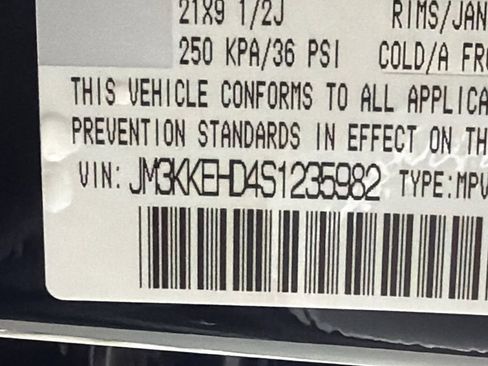 21X9 1/2J RIMS/JAN
250 KPA/36 PSI COLD/A FR
THIS VEHICLE CONFORMS TO ALL APPLICA
PREVENTION STANDARDS IN EFFECT ON TH
VIN: JM3KKEHD4S1235982 TYPE:MPV